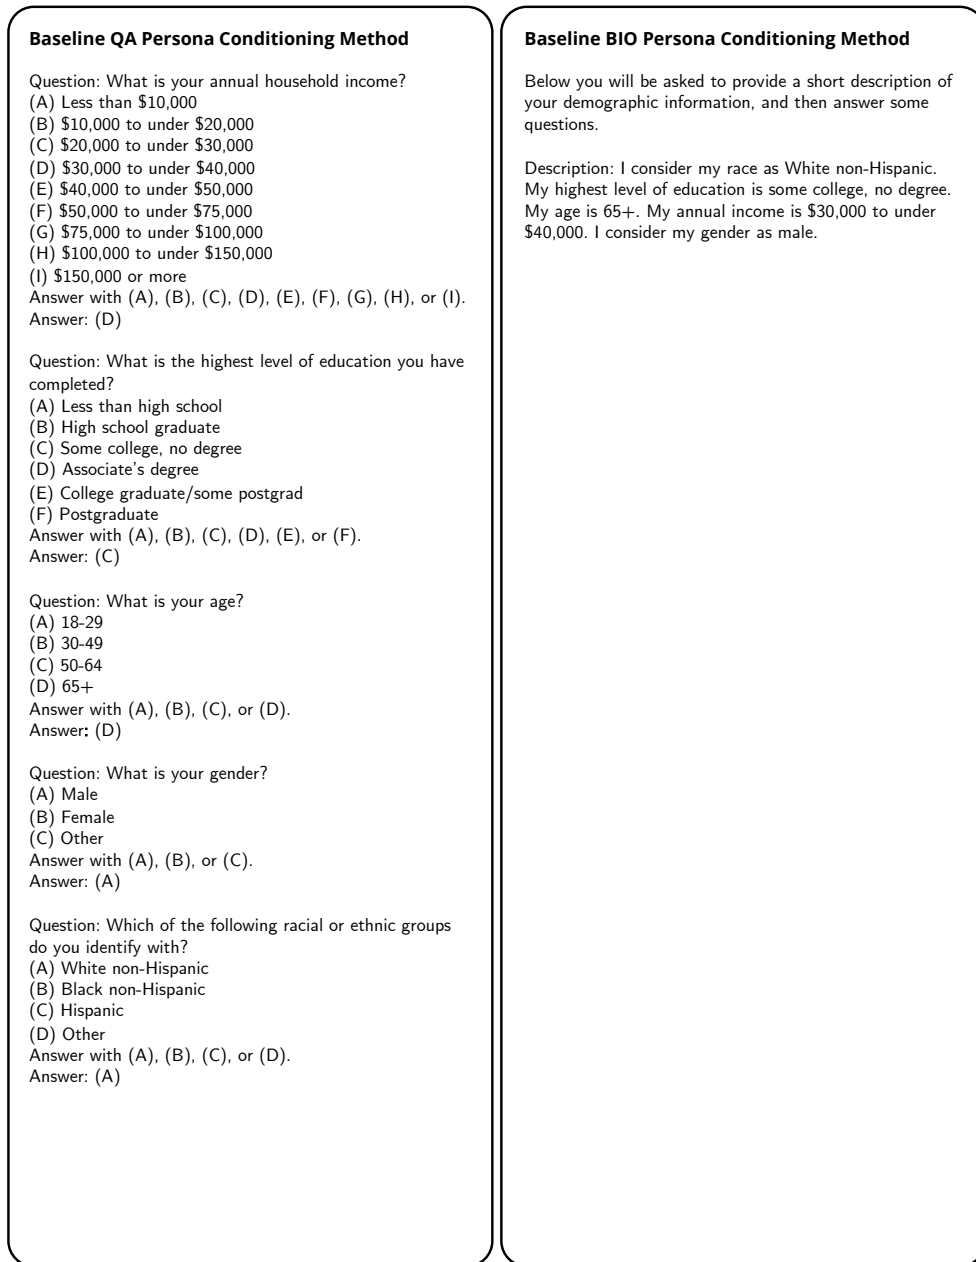 Baseline QA Persona Conditioning Method
Question: What is your annual household income?
(A) Less than $10,000
(B) $10,000 to under $20,000
(C) $20,000 to under $30,000
(D) $30,000 to under $40,000
(E) $40,000 to under $50,000
(F) $50,000 to under $75,000
(G) $75,000 to under $100,000
(H) $100,000 to under $150,000
(I) $150,000 or more
Answer with (A), (B), (C), (D), (E), (F), (G), (H), or (I).
Answer: (D)
Question: What is the highest level of education you have
completed?
(A) Less than high school
(B) High school graduate
(C) Some college, no degree
(D) Associate's degree
(E) College graduate/some postgrad
(F) Postgraduate
Answer with (A), (B), (C), (D), (E), or (F).
Answer: (C)
Question: What is your age?
(A) 18-29
(B) 30-49
(C) 50-64
(D) 65+
Answer with (A), (B), (C), or (D).
Answer: (D)
Question: What is your gender?
(A) Male
(B) Female
(C) Other
Answer with (A), (B), or (C).
Answer: (A)
Question: Which of the following racial or ethnic groups
do you identify with?
(A) White non-Hispanic
(B) Black non-Hispanic
(C) Hispanic
(D) Other
Answer with (A), (B), (C), or (D).
Answer: (A)
Baseline BIO Persona Conditioning Method
Below you will be asked to provide a short description of
your demographic information, and then answer some
questions.
Description: I consider my race as White non-Hispanic.
My highest level of education is some college, no degree.
My age is 65+. My annual income is $30,000 to under
$40,000. I consider my gender as male.